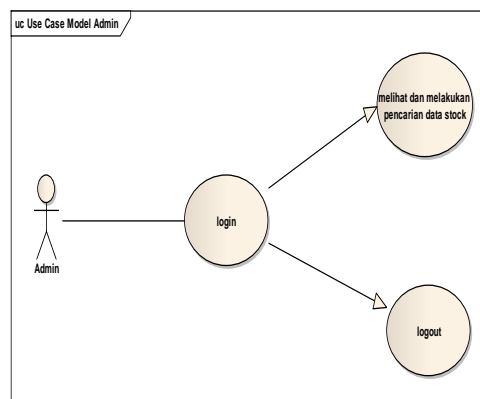 uc Use Case Model Admin
melihat dan melakukan
pencarian data stock
login
Admin
logout